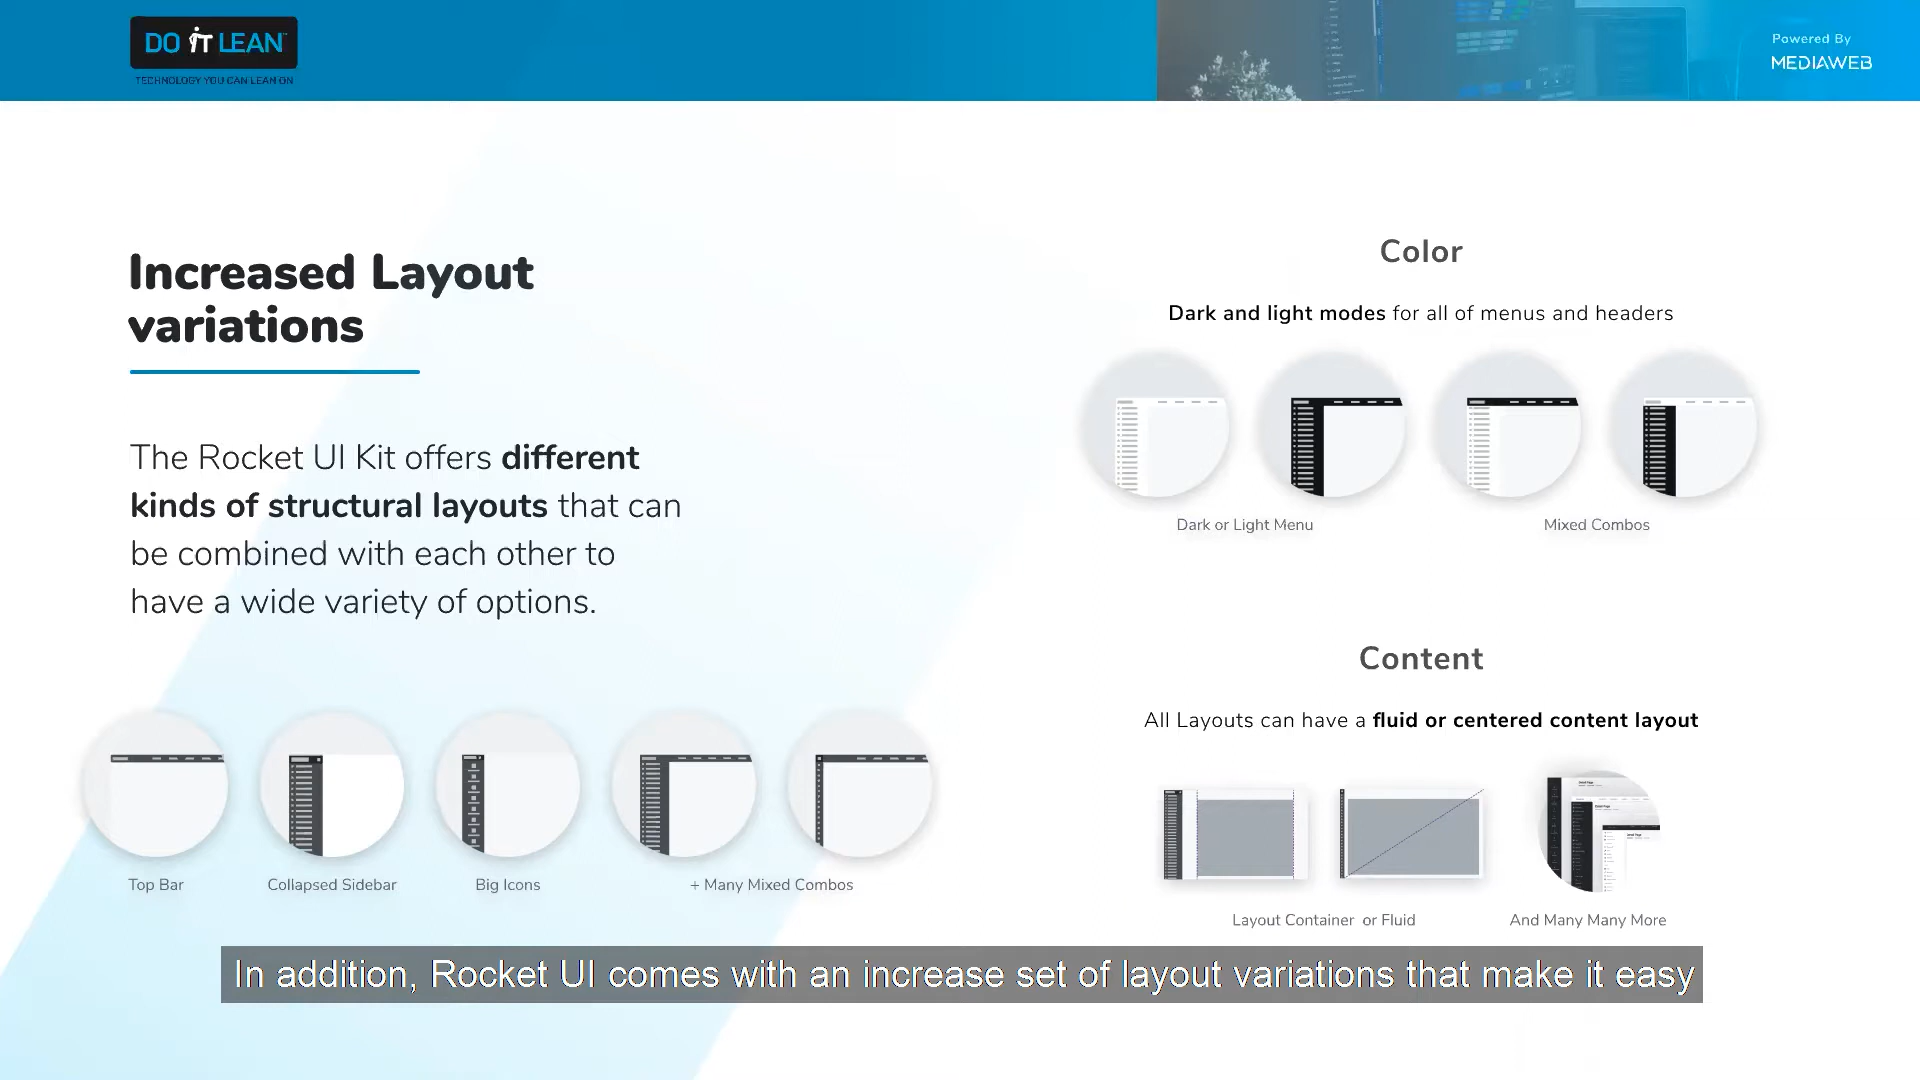 DO iT LEAN
TECHNOLOGY YOU CAN LEAN ON
Powered By
MEDIAWEB
Increased Layout
variations
The Rocket UI Kit offers different
kinds of structural layouts that can
be combined with each other to
have a wide variety of options.
Top Bar
Collapsed Sidebar
Big Icons
+ Many Mixed Combos
Color
Dark and light modes for all of menus and headers
Dark or Light Menu
Mixed Combos
Content
All Layouts can have a fluid or centered content layout
Layout Container or Fluid
And Many Many More
In addition, Rocket UI comes with an increase set of layout variations that make it easy